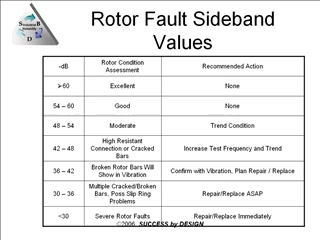 Rotor Fault Sideband
Values
S B
D
-dB
Rotor Condition
Assessment
Recommended Action
>60
Excellent
None
54 – 60
Good
None
48 – 54
Moderate
Trend Condition
42 – 48
High Resistant
Connection or Cracked
Bars
Increase Test Frequency and Trend
36 – 42
Broken Rotor Bars Will
Show in Vibration
Confirm with Vibration, Plan Repair / Replace
30 – 36
Multiple Cracked/Broken
Bars, Poss Slip Ring
Problems
Repair/Replace ASAP
<30
Severe Rotor Faults
Repair/Replace Immediately
©2006, SUCCESS by DESIGN